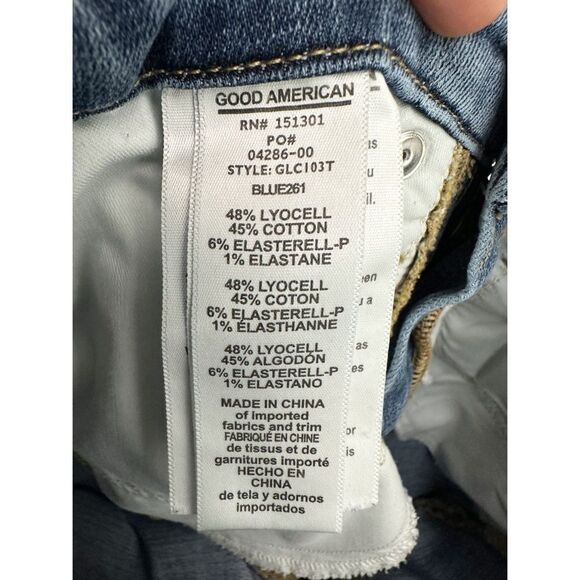 GOOD AMERICAN
RN# 151301
PO#
04286-00
STYLE: GLC103T
BLUE261
48% LYOCELL
45% COTTON
6% ELASTERELL-P
1% ELASTANE
48% LYOCELL
45% COTON
6% ELASTERELL-P
1% ÉLASTHANNE
48% LYOCELL
45% ALGODÓN
6% ELASTERELL-P
1% ELASTANO
MADE IN CHINA
of imported
fabrics and trim
FABRIQUÉ EN CHINE
de tissus et de
garnitures importé
HECHO EN
CHINA
de tela y adornos
importados